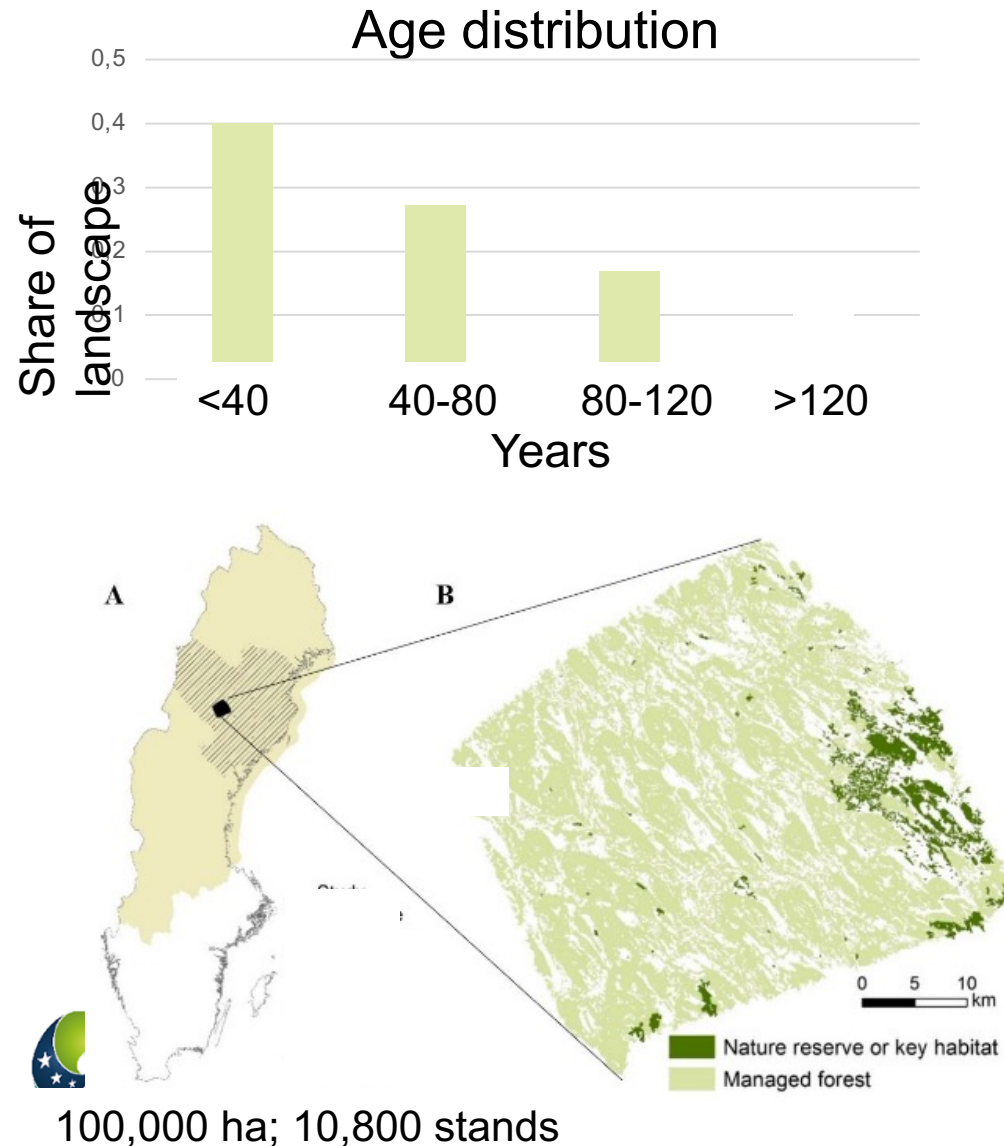 Age distribution
0,5
0,4
0,3
0,2
0,1
0
Share of
landscape
<40 40-80 80-120 >120
Years
A
B
0 5 10
km
Nature reserve or key habitat
Managed forest
100,000 ha; 10,800 stands